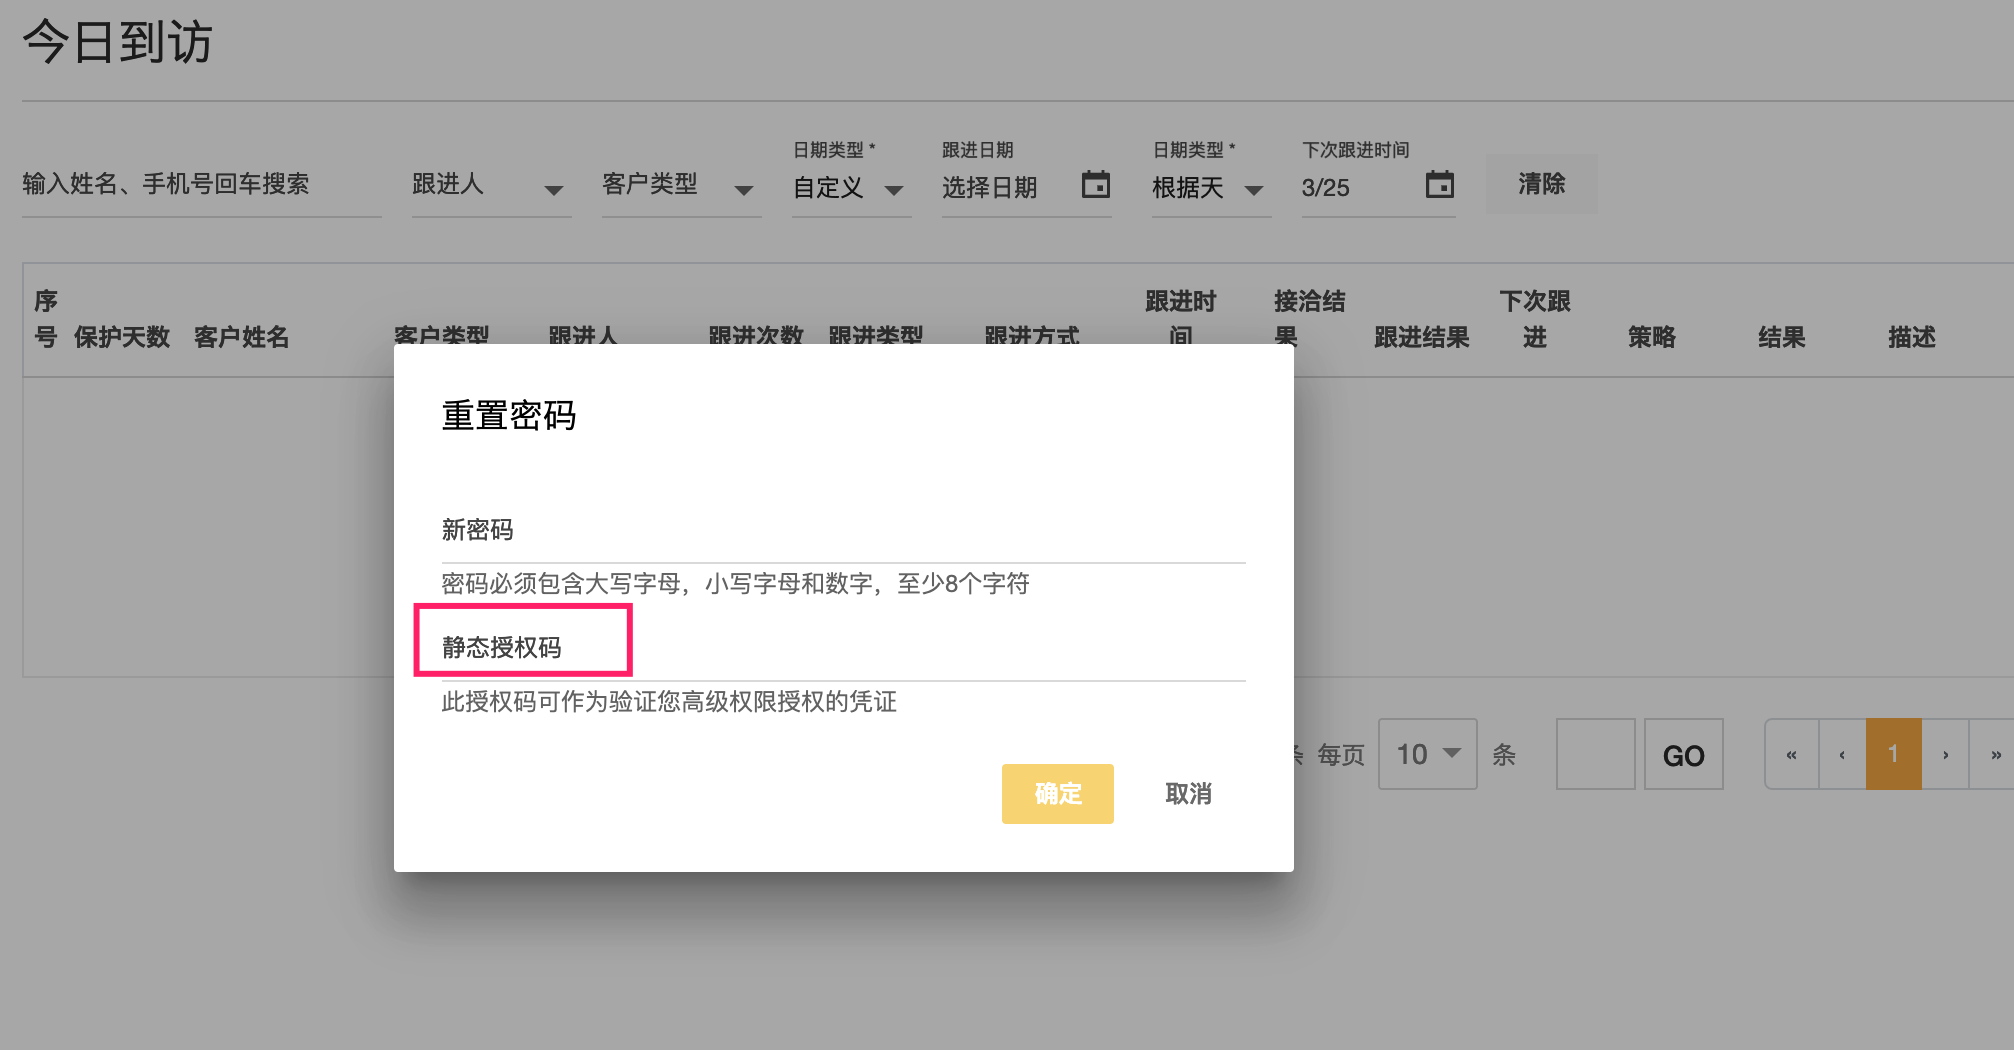 今日到访
日期类型 *
跟进日期
日期类型 *
下次跟进时间
输入姓名、手机号回车搜索
跟进人
客户类型
自定义
选择日期
根据天
3/25
清除
序号
保护天数
客户姓名
客户类型
跟进人
跟进次数
跟进类型
跟进方式
跟进时间
接洽结果
跟进结果
下次跟进
策略
结果
描述
重置密码
新密码
密码必须包含大写字母，小写字母和数字，至少8个字符
静态授权码
此授权码可作为验证您高级权限授权的凭证
确定
取消
条 每页
10
条
GO
«
‹
1
›
»